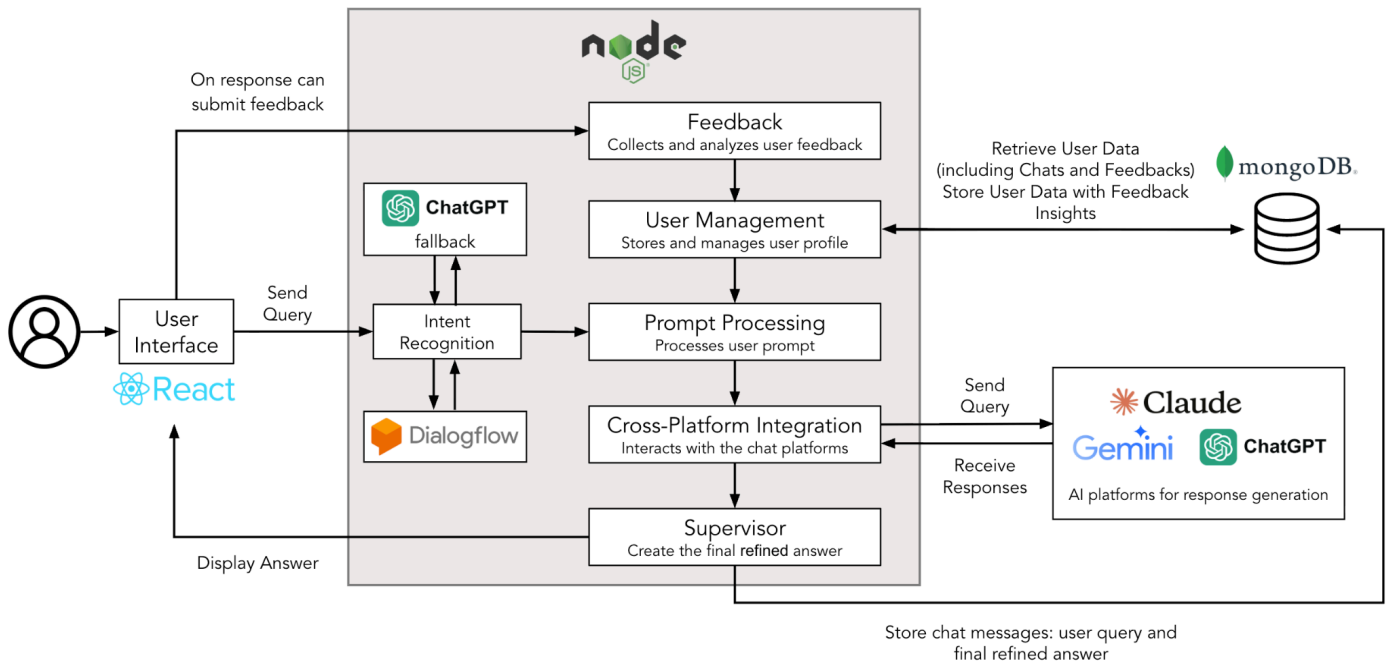 node
JS
On response can
submit feedback
Feedback
Collects and analyzes user feedback
Retrieve User Data
(including Chats and Feedbacks)
Store User Data with Feedback
Insights
mongoDB
ChatGPT
fallback
User Management
Stores and manages user profile
Send
Query
User
Interface
React
Intent
Recognition
Prompt Processing
Processes user prompt
Dialogflow
Cross-Platform Integration
Interacts with the chat platforms
Send
Query
Receive
Responses
Claude
Gemini
ChatGPT
AI platforms for response generation
Supervisor
Create the final refined answer
Display Answer
Store chat messages: user query and
final refined answer